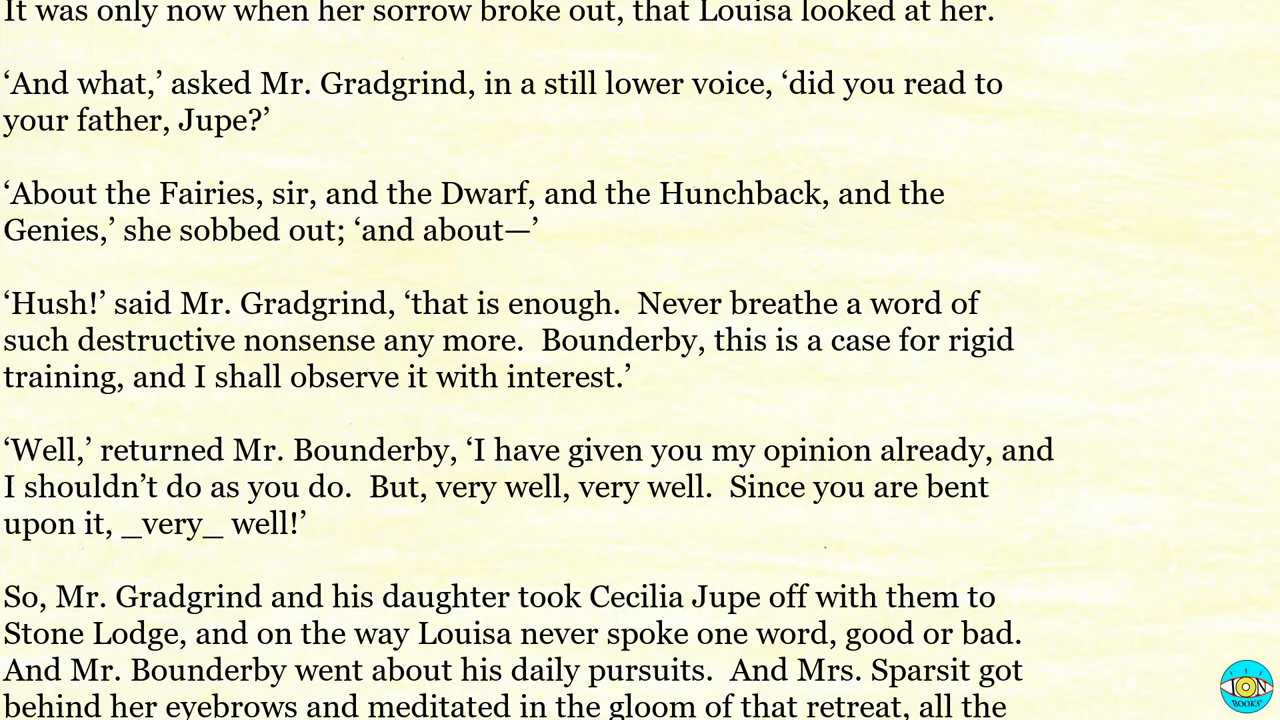 It was only now when her sorrow broke out, that Louisa looked at her.
‘And what,’ asked Mr. Gradgrind, in a still lower voice, ‘did you read to
your father, Jupe?’
‘About the Fairies, sir, and the Dwarf, and the Hunchback, and the
Genies,’ she sobbed out; ‘and about—’
‘Hush!’ said Mr. Gradgrind, ‘that is enough.  Never breathe a word of
such destructive nonsense any more.  Bounderby, this is a case for rigid
training, and I shall observe it with interest.’
‘Well,’ returned Mr. Bounderby, ‘I have given you my opinion already, and
I shouldn’t do as you do.  But, very well, very well.  Since you are bent
upon it, _very_ well!’
So, Mr. Gradgrind and his daughter took Cecilia Jupe off with them to
Stone Lodge, and on the way Louisa never spoke one word, good or bad.
And Mr. Bounderby went about his daily pursuits.  And Mrs. Sparsit got
behind her eyebrows and meditated in the gloom of that retreat, all the
ION
BOOKS